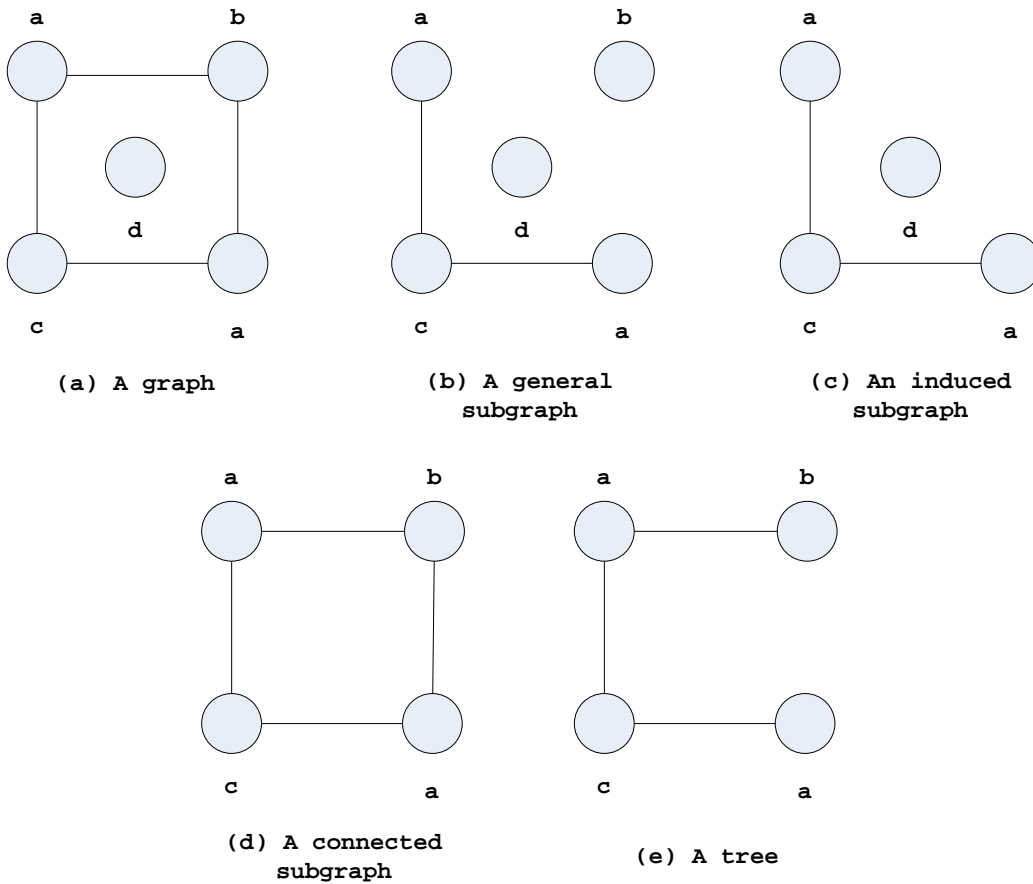 a b a b a
d d d
c a c a c a
(a) A graph
(b) A general
subgraph
(c) An induced
subgraph
a b a b
c a c a
(d) A connected
subgraph
(e) A tree